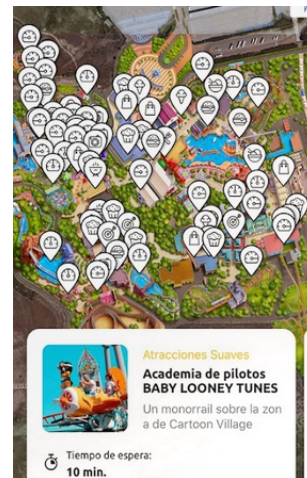 Atracciones Suaves
Academia de pilotos
BABY LOONEY TUNES
Un monorraíl sobre la zon
a de Cartoon Village
Tiempo de espera:
10 min.